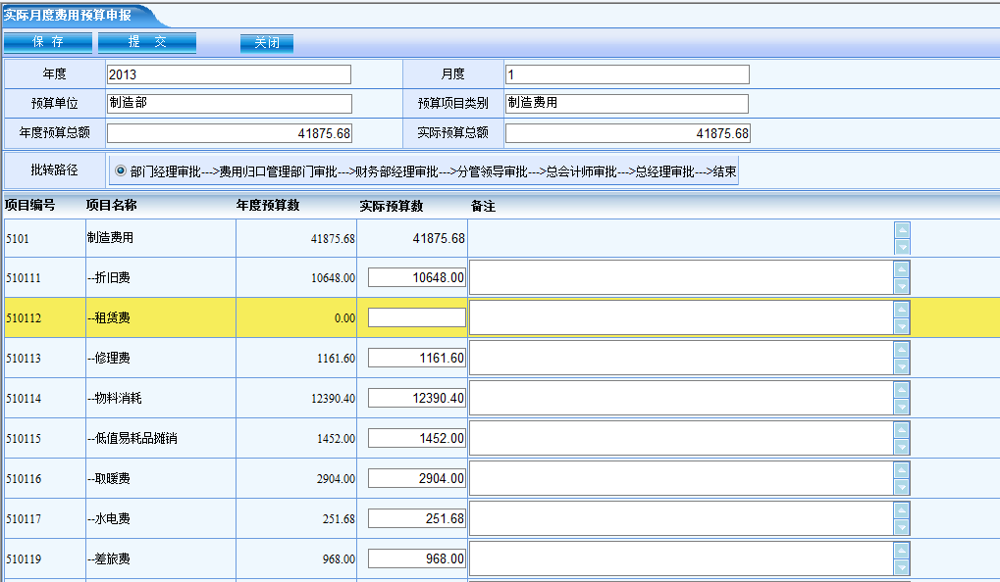 实际月度费用预算申报
保 存 提 交 关闭
年度 2013 月度 1
预算单位 制造部 预算项目类别 制造费用
年度预算总额 41875.68 实际预算总额 41875.68
批转路径 部门经理审批--->费用归口管理部门审批--->财务部经理审批--->分管领导审批--->总会计师审批--->总经理审批--->结束
项目编号 项目名称 年度预算数 实际预算数 备注
5101 制造费用 41875.68 41875.68
510111 --折旧费 10648.00 10648.00
510112 --租赁费 0.00
510113 --修理费 1161.60 1161.60
510114 --物料消耗 12390.40 12390.40
510115 --低值易耗品摊销 1452.00 1452.00
510116 --取暖费 2904.00 2904.00
510117 --水电费 251.68 251.68
510119 --差旅费 968.00 968.00